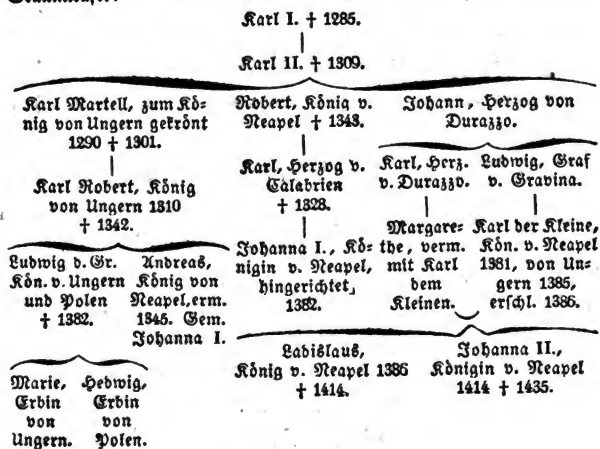 Karl I. † 1285.
Karl II. † 1309.
Karl Martell, zum Kö-
nig von Ungern gekrönt
1290 † 1301.
Robert, König v.
Neapel † 1343.
Johann, Herzog von
Durazzo.
Karl Robert, König
von Ungern 1310
† 1342.
Karl, Herzog v.
Calabrien
† 1328.
Karl, Herz.
v. Durazzo.
Ludwig, Graf
v. Gravina.
Ludwig d. Gr.
Kön. v. Ungern
und Polen
† 1382.
Andreas,
König von
Neapel, erm.
1345. Gem.
Johanna I.
Johanna I., Kö-
nigin v. Neapel,
hingerichtet,
1382.
Margare-
the, verm.
mit Karl
dem
Kleinen.
Karl der Kleine,
Kön. v. Neapel
1381, von Un-
gern 1385,
erschl. 1386.
Marie,
Erbin
von
Ungern.
Hedwig,
Erbin
von
Polen.
Ladislaus,
König v. Neapel 1386
† 1414.
Johanna II.,
Königin v. Neapel
1414 † 1435.